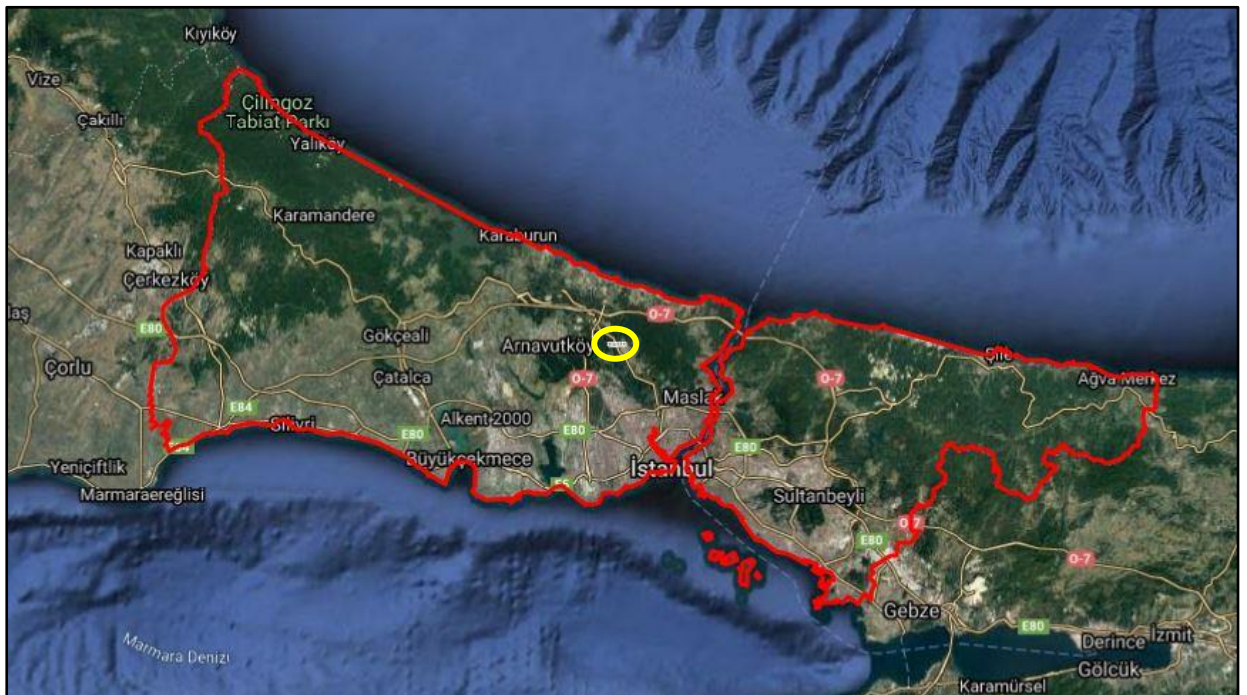 Kıyıköy
Vize
Çilingoz
Tabiat Parkı
Çakıllı
Yalıköy
Karamandere
Karaburun
Kapaklı
Çerkezköy
O-7
E80
Gökçeali
Arnavutköy
Şile
Çorlu
Çatalca
O-7
O-7
Ağva Merkez
E84
Alkent 2000
Silivri
E80
E80
E80
Büyükçekmece
İstanbul
Yeniçiftlik
Marmaraereğlisi
E5
Sultanbeyli
O-7
E80
O-7
Gebze
E80
Derince
İzmit
Marmara Denizi
Gölcük
Karamürsel